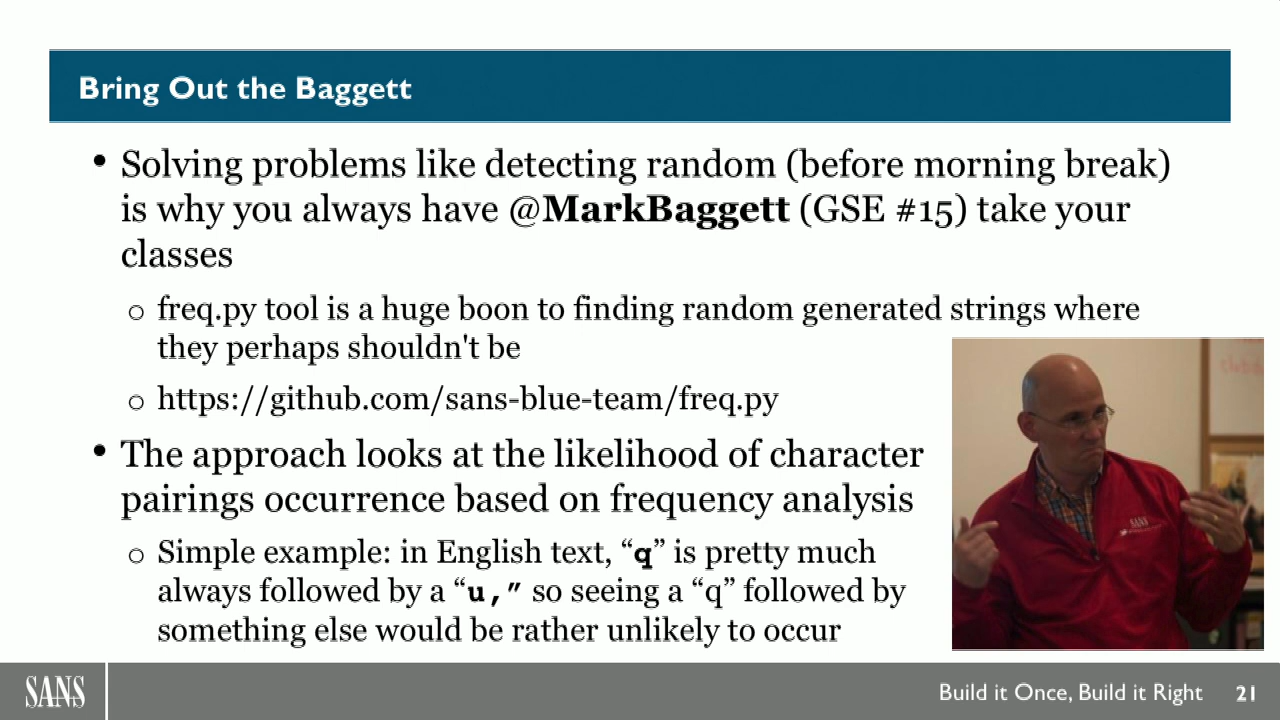 Bring Out the Baggett
• Solving problems like detecting random (before morning break)
is why you always have @MarkBaggett (GSE #15) take your
classes
o freq.py tool is a huge boon to finding random generated strings where
they perhaps shouldn't be
o https://github.com/sans-blue-team/freq.py
• The approach looks at the likelihood of character
pairings occurrence based on frequency analysis
o Simple example: in English text, “q” is pretty much
always followed by a “u,” so seeing a “q” followed by
something else would be rather unlikely to occur
SANS
SANS
Build it Once, Build it Right 21